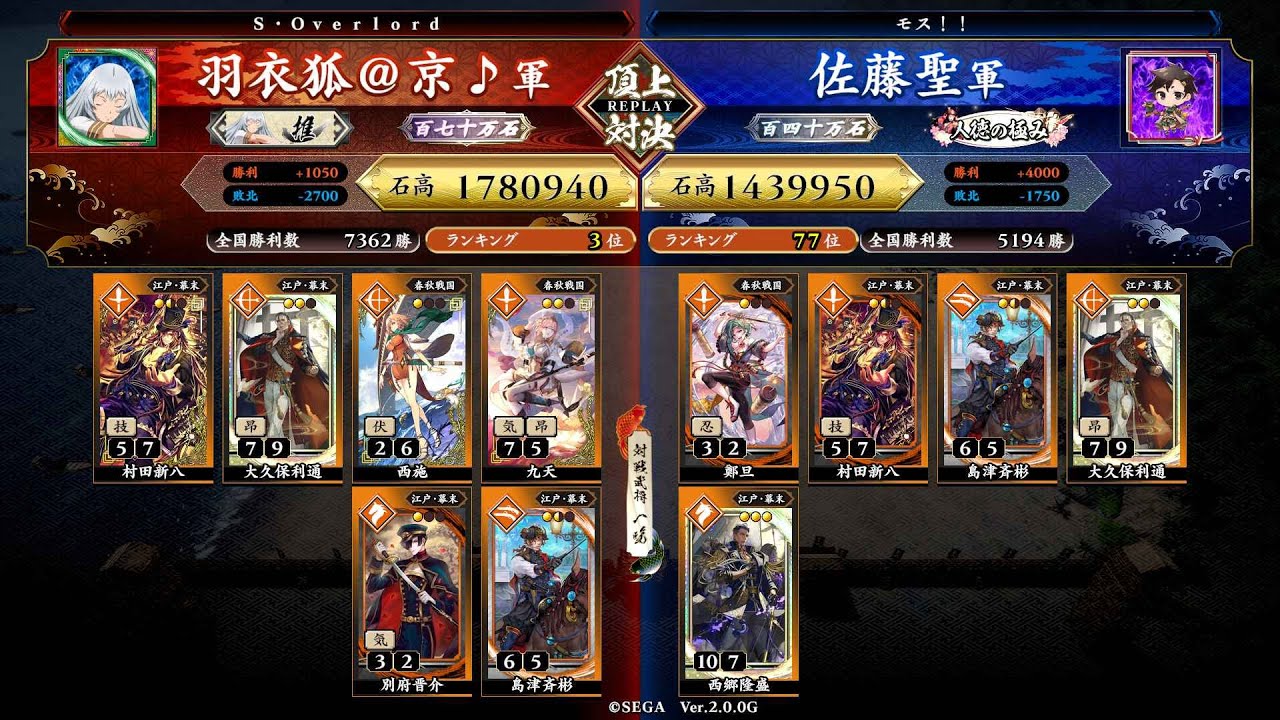 S・Overlord
モス！！
羽衣狐@京♪軍
頂上
REPLAY
対決
佐藤聖軍
推
百七十万石
百四十万石
人徳の極み
勝利 +1050
敗北 -2700
石高 1780940
石高 1439950
勝利 +4000
敗北 -1750
全国勝利数 7362勝
ランキング 3位
ランキング 77位
全国勝利数 5194勝
江戸・幕末
技
5 7
村田新八
江戸・幕末
昂
7 9
大久保利通
春秋戦国
伏
2 6
西施
春秋戦国
気 昂
7 5
九天
春秋戦国
忍
3 2
鄭旦
江戸・幕末
技
5 7
村田新八
江戸・幕末
6 5
島津斉彬
江戸・幕末
昂
7 9
大久保利通
対戦武将入場
江戸・幕末
気
3 2
別府晋介
江戸・幕末
6 5
島津斉彬
江戸・幕末
10 7
西郷隆盛
©SEGA Ver.2.0.0G